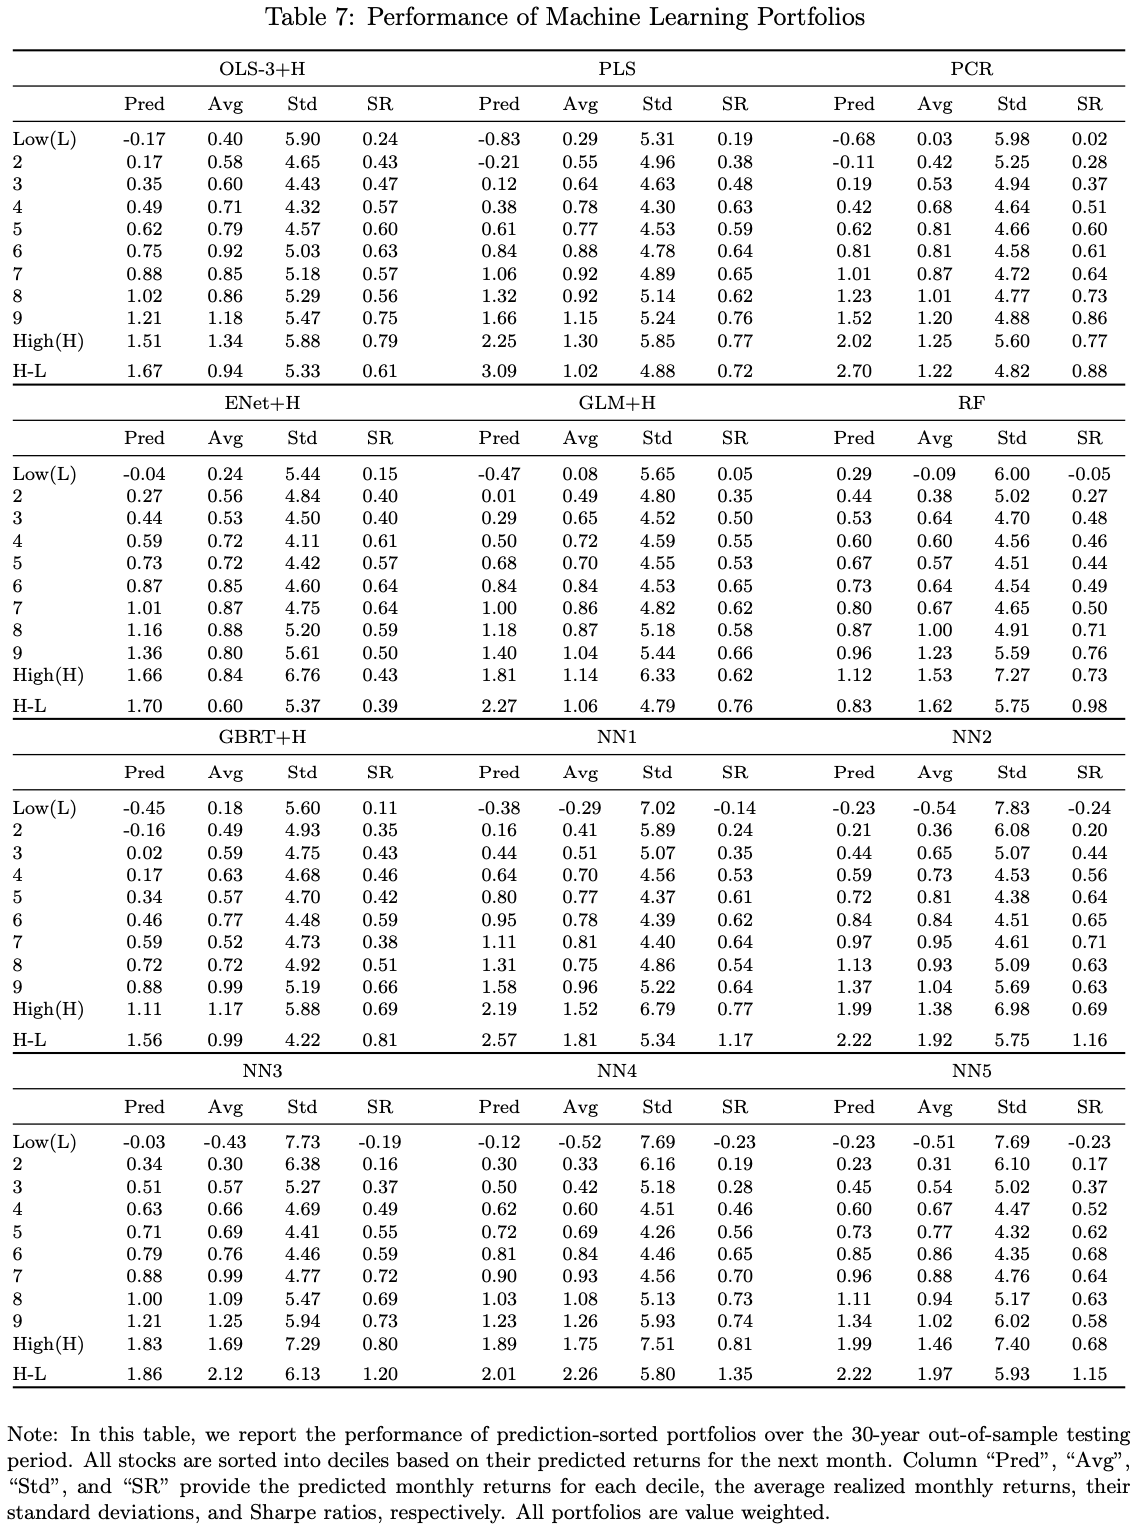 Table 7: Performance of Machine Learning Portfolios
OLS-3+H PLS PCR
Pred Avg Std SR Pred Avg Std SR Pred Avg Std SR
Low(L) -0.17 0.40 5.90 0.24 -0.83 0.29 5.31 0.19 -0.68 0.03 5.98 0.02
2 0.17 0.58 4.65 0.43 -0.21 0.55 4.96 0.38 -0.11 0.42 5.25 0.28
3 0.35 0.60 4.43 0.47 0.12 0.64 4.63 0.48 0.19 0.53 4.94 0.37
4 0.49 0.71 4.32 0.57 0.38 0.78 4.30 0.63 0.42 0.68 4.64 0.51
5 0.62 0.79 4.57 0.60 0.61 0.77 4.53 0.59 0.62 0.81 4.66 0.60
6 0.75 0.92 5.03 0.63 0.84 0.88 4.78 0.64 0.81 0.81 4.58 0.61
7 0.88 0.85 5.18 0.57 1.06 0.92 4.89 0.65 1.01 0.87 4.72 0.64
8 1.02 0.86 5.29 0.56 1.32 0.92 5.14 0.62 1.23 1.01 4.77 0.73
9 1.21 1.18 5.47 0.75 1.66 1.15 5.24 0.76 1.52 1.20 4.88 0.86
High(H) 1.51 1.34 5.88 0.79 2.25 1.30 5.85 0.77 2.02 1.25 5.60 0.77
H-L 1.67 0.94 5.33 0.61 3.09 1.02 4.88 0.72 2.70 1.22 4.82 0.88
ENet+H GLM+H RF
Pred Avg Std SR Pred Avg Std SR Pred Avg Std SR
Low(L) -0.04 0.24 5.44 0.15 -0.47 0.08 5.65 0.05 0.29 -0.09 6.00 -0.05
2 0.27 0.56 4.84 0.40 0.01 0.49 4.80 0.35 0.44 0.38 5.02 0.27
3 0.44 0.53 4.50 0.40 0.29 0.65 4.52 0.50 0.53 0.64 4.70 0.48
4 0.59 0.72 4.11 0.61 0.50 0.72 4.59 0.55 0.60 0.60 4.56 0.46
5 0.73 0.72 4.42 0.57 0.68 0.70 4.55 0.53 0.67 0.57 4.51 0.44
6 0.87 0.85 4.60 0.64 0.84 0.84 4.53 0.65 0.73 0.64 4.54 0.49
7 1.01 0.87 4.75 0.64 1.00 0.86 4.82 0.62 0.80 0.67 4.65 0.50
8 1.16 0.88 5.20 0.59 1.18 0.87 5.18 0.58 0.87 1.00 4.91 0.71
9 1.36 0.80 5.61 0.50 1.40 1.04 5.44 0.66 0.96 1.23 5.59 0.76
High(H) 1.66 0.84 6.76 0.43 1.81 1.14 6.33 0.62 1.12 1.53 7.27 0.73
H-L 1.70 0.60 5.37 0.39 2.27 1.06 4.79 0.76 0.83 1.62 5.75 0.98
GBRT+H NN1 NN2
Pred Avg Std SR Pred Avg Std SR Pred Avg Std SR
Low(L) -0.45 0.18 5.60 0.11 -0.38 -0.29 7.02 -0.14 -0.23 -0.54 7.83 -0.24
2 -0.16 0.49 4.93 0.35 0.16 0.41 5.89 0.24 0.21 0.36 6.08 0.20
3 0.02 0.59 4.75 0.43 0.44 0.51 5.07 0.35 0.44 0.65 5.07 0.44
4 0.17 0.63 4.68 0.46 0.64 0.70 4.56 0.53 0.59 0.73 4.53 0.56
5 0.34 0.57 4.70 0.42 0.80 0.77 4.37 0.61 0.72 0.81 4.38 0.64
6 0.46 0.77 4.48 0.59 0.95 0.78 4.39 0.62 0.84 0.84 4.51 0.65
7 0.59 0.52 4.73 0.38 1.11 0.81 4.40 0.64 0.97 0.95 4.61 0.71
8 0.72 0.72 4.92 0.51 1.31 0.75 4.86 0.54 1.13 0.93 5.09 0.63
9 0.88 0.99 5.19 0.66 1.58 0.96 5.22 0.64 1.37 1.04 5.69 0.63
High(H) 1.11 1.17 5.88 0.69 2.19 1.52 6.79 0.77 1.99 1.38 6.98 0.69
H-L 1.56 0.99 4.22 0.81 2.57 1.81 5.34 1.17 2.22 1.92 5.75 1.16
NN3 NN4 NN5
Pred Avg Std SR Pred Avg Std SR Pred Avg Std SR
Low(L) -0.03 -0.43 7.73 -0.19 -0.12 -0.52 7.69 -0.23 -0.23 -0.51 7.69 -0.23
2 0.34 0.30 6.38 0.16 0.30 0.33 6.16 0.19 0.23 0.31 6.10 0.17
3 0.51 0.57 5.27 0.37 0.50 0.42 5.18 0.28 0.45 0.54 5.02 0.37
4 0.63 0.66 4.69 0.49 0.62 0.60 4.51 0.46 0.60 0.67 4.47 0.52
5 0.71 0.69 4.41 0.55 0.72 0.69 4.26 0.56 0.73 0.77 4.32 0.62
6 0.79 0.76 4.46 0.59 0.81 0.84 4.46 0.65 0.85 0.86 4.35 0.68
7 0.88 0.99 4.77 0.72 0.90 0.93 4.56 0.70 0.96 0.88 4.76 0.64
8 1.00 1.09 5.47 0.69 1.03 1.08 5.13 0.73 1.11 0.94 5.17 0.63
9 1.21 1.25 5.94 0.73 1.23 1.26 5.93 0.74 1.34 1.02 6.02 0.58
High(H) 1.83 1.69 7.29 0.80 1.89 1.75 7.51 0.81 1.99 1.46 7.40 0.68
H-L 1.86 2.12 6.13 1.20 2.01 2.26 5.80 1.35 2.22 1.97 5.93 1.15
Note: In this table, we report the performance of prediction-sorted portfolios over the 30-year out-of-sample testing
period. All stocks are sorted into deciles based on their predicted returns for the next month. Column “Pred”, “Avg”,
“Std”, and “SR” provide the predicted monthly returns for each decile, the average realized monthly returns, their
standard deviations, and Sharpe ratios, respectively. All portfolios are value weighted.